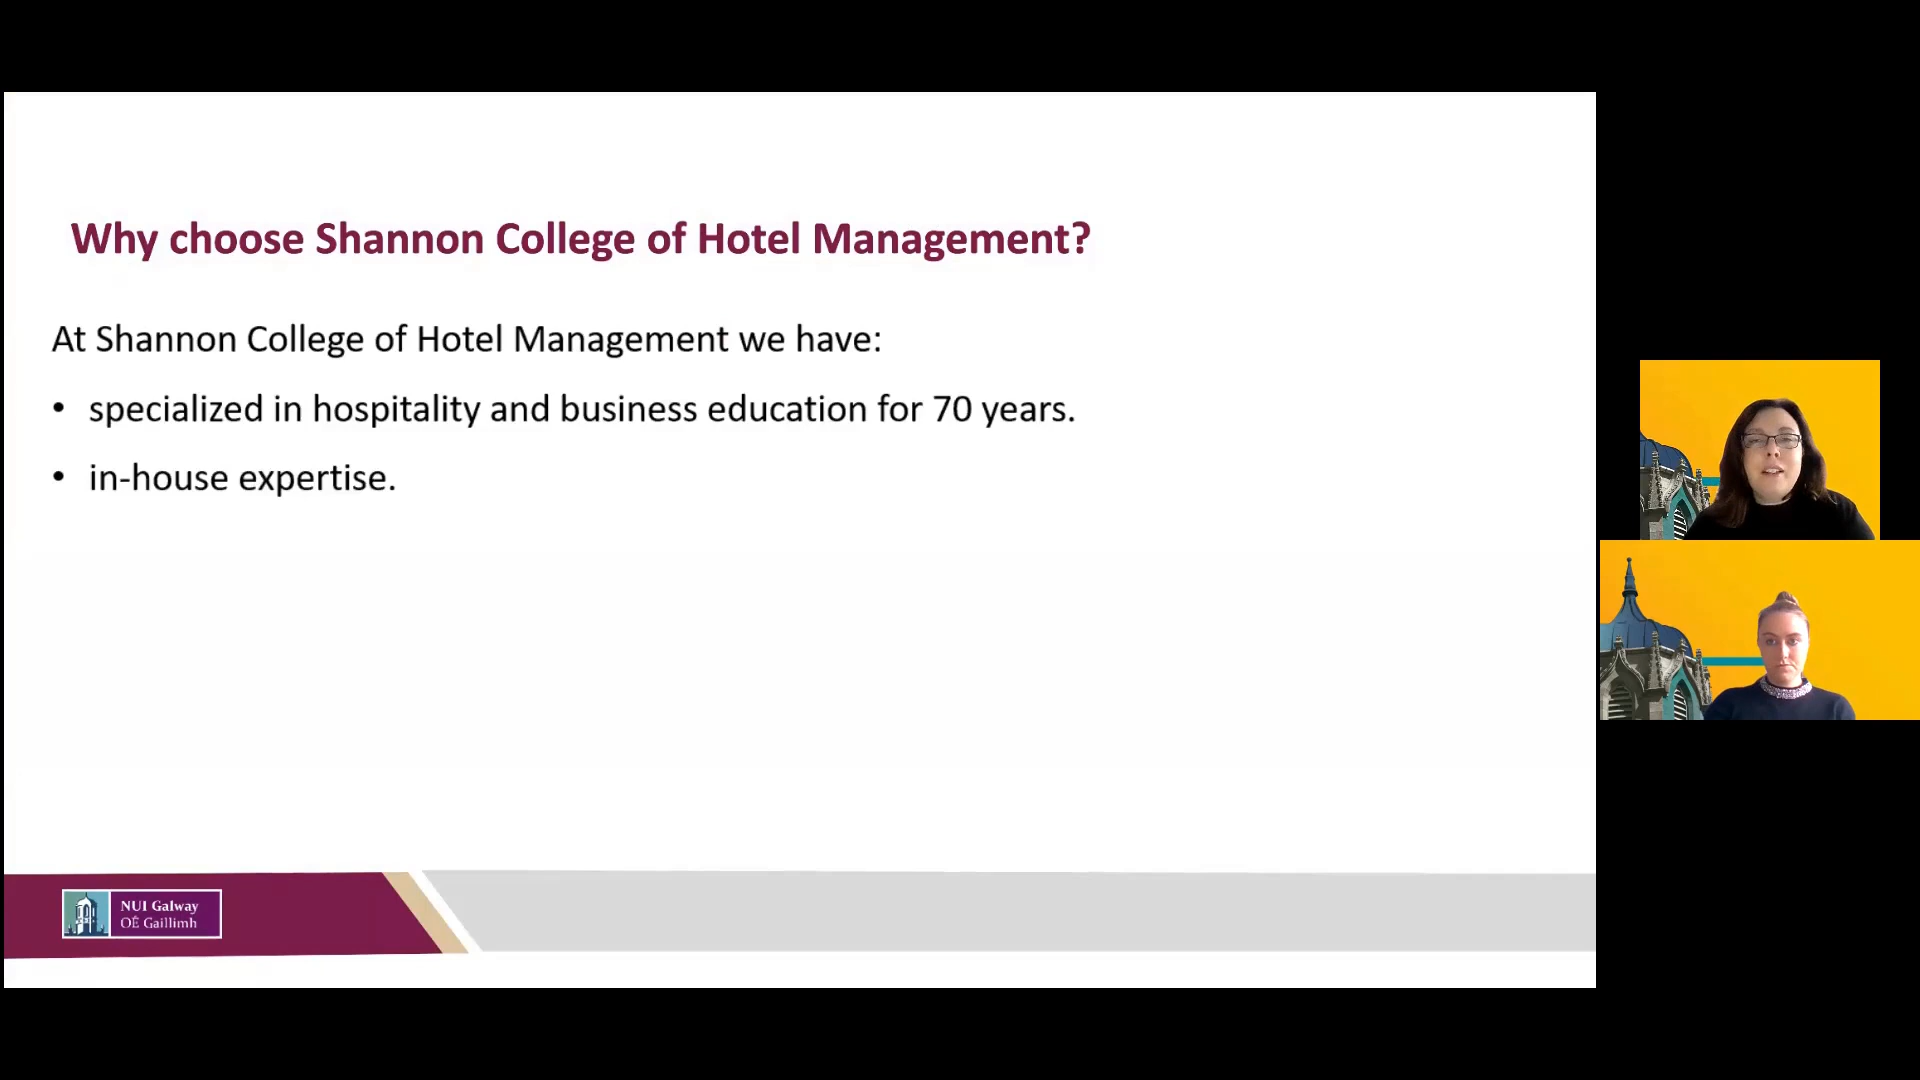 Why choose Shannon College of Hotel Management?
At Shannon College of Hotel Management we have:
• specialized in hospitality and business education for 70 years.
• in-house expertise.
NUI Galway
OÉ Gaillimh